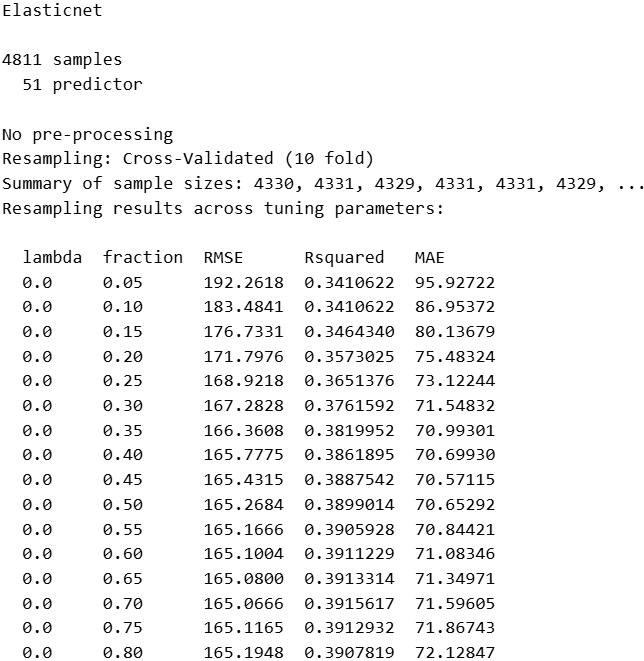 Elasticnet
4811 samples
51 predictor
No pre-processing
Resampling: Cross-Validated (10 fold)
Summary of sample sizes: 4330, 4331, 4329, 4331, 4331, 4329, ...
Resampling results across tuning parameters:
lambda fraction RMSE Rsquared MAE
0.0 0.05 192.2618 0.3410622 95.92722
0.0 0.10 183.4841 0.3410622 86.95372
0.0 0.15 176.7331 0.3464340 80.13679
0.0 0.20 171.7976 0.3573025 75.48324
0.0 0.25 168.9218 0.3651376 73.12244
0.0 0.30 167.2828 0.3761592 71.54832
0.0 0.35 166.3608 0.3819952 70.99301
0.0 0.40 165.7775 0.3861895 70.69930
0.0 0.45 165.4315 0.3887542 70.57115
0.0 0.50 165.2684 0.3899014 70.65292
0.0 0.55 165.1666 0.3905928 70.84421
0.0 0.60 165.1004 0.3911229 71.08346
0.0 0.65 165.0800 0.3913314 71.34971
0.0 0.70 165.0666 0.3915617 71.59605
0.0 0.75 165.1165 0.3912932 71.86743
0.0 0.80 165.1948 0.3907819 72.12847